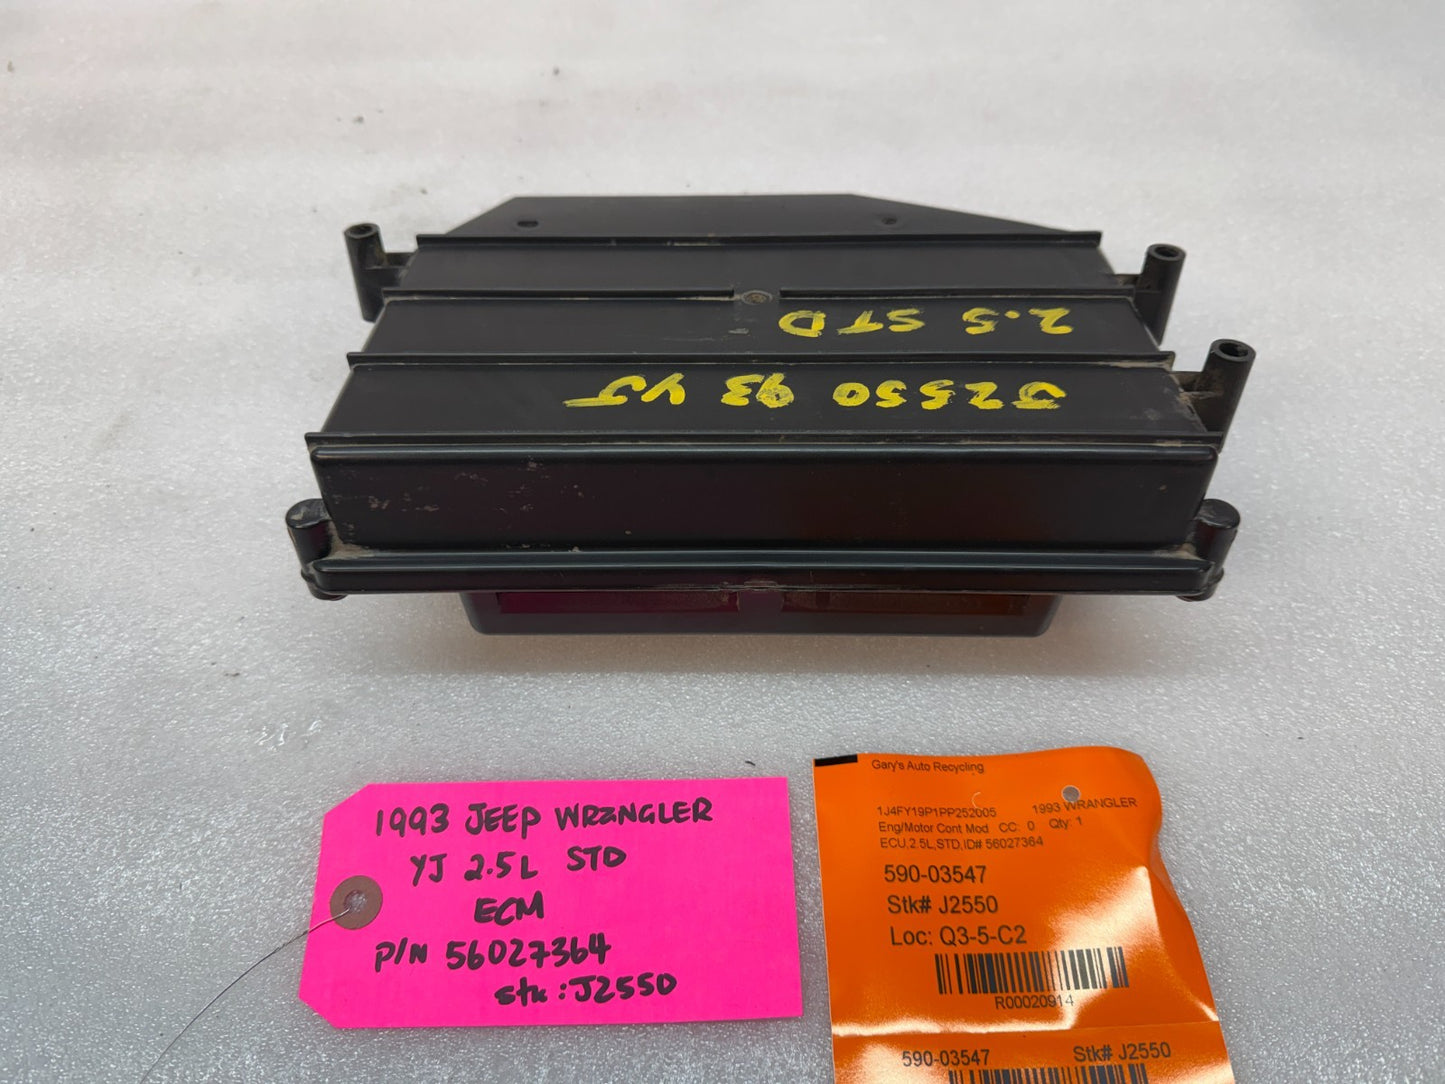 2.5 STD
J2550 93 YJ
1993 JEEP WRANGLER
YJ 2.5L STD
ECM
P/N 56027364
stk: J2550
Gary's Auto Recycling
1J4FY19P1PP252005 1993 WRANGLER
Eng/Motor Cont Mod CC: 0 Qty: 1
ECU,2.5L,STD,ID# 56027364
590-03547
Stk# J2550
Loc: Q3-5-C2
R00020914
590-03547 Stk# J2550